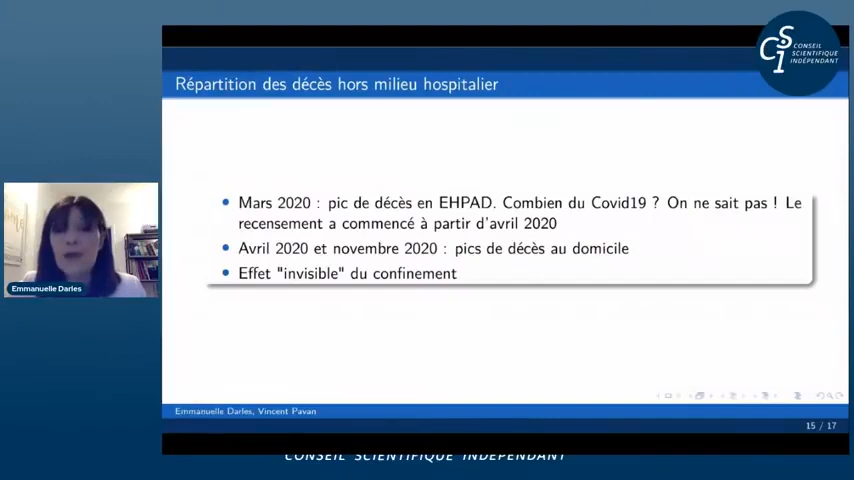 CSI
CONSEIL
SCIENTIFIQUE
INDÉPENDANT
Répartition des décès hors milieu hospitalier
Mars 2020 : pic de décès en EHPAD. Combien du Covid19 ? On ne sait pas ! Le
recensement a commencé à partir d'avril 2020
Avril 2020 et novembre 2020 : pics de décès au domicile
Effet "invisible" du confinement
Emmanuelle Darles
Emmanuelle Darles, Vincent Pavan
15 / 17
CONSEIL SCIENTIFIQUE INDÉPENDANT